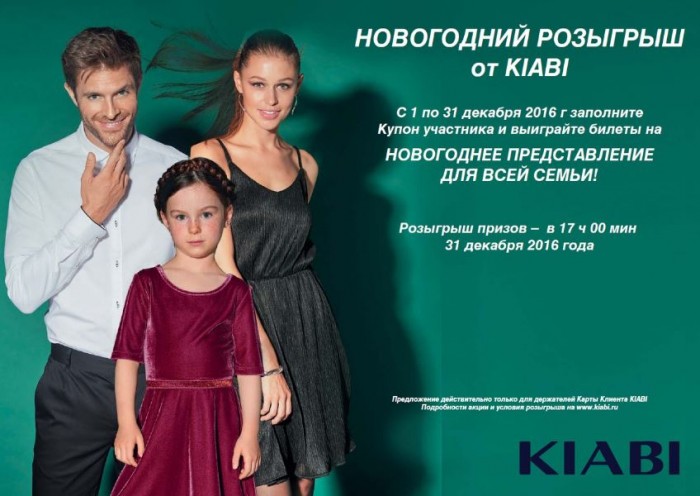 НОВОГОДНИЙ РОЗЫГРЫШ
от KIABI
С 1 по 31 декабря 2016 г заполните
Купон участника и выиграйте билеты на
НОВОГОДНЕЕ ПРЕДСТАВЛЕНИЕ
ДЛЯ ВСЕЙ СЕМЬИ!
Розыгрыш призов – в 17 ч 00 мин
31 декабря 2016 года
Предложение действительно только для держателей Карты Клиента KIABI
Подробности акции и условия розыгрыша на www.kiabi.ru
KIABI